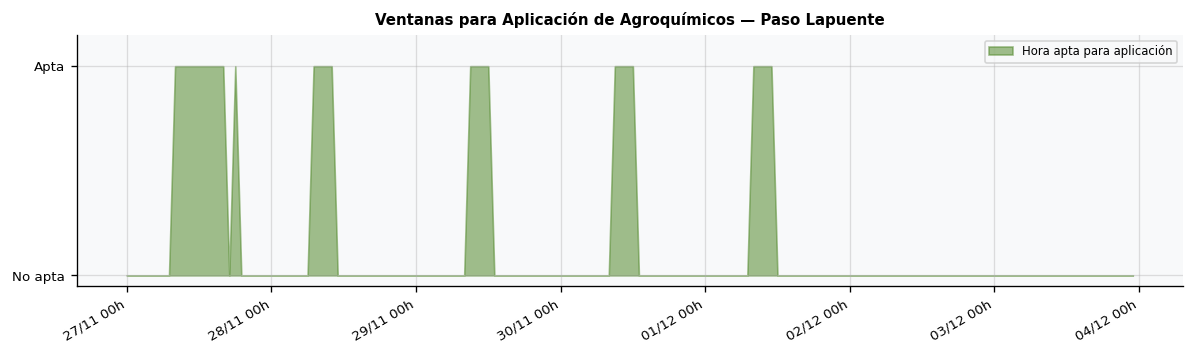 Ventanas para Aplicación de Agroquímicos — Paso Lapuente
Hora apta para aplicación
Apta
No apta
27/11 00h
28/11 00h
29/11 00h
30/11 00h
01/12 00h
02/12 00h
03/12 00h
04/12 00h